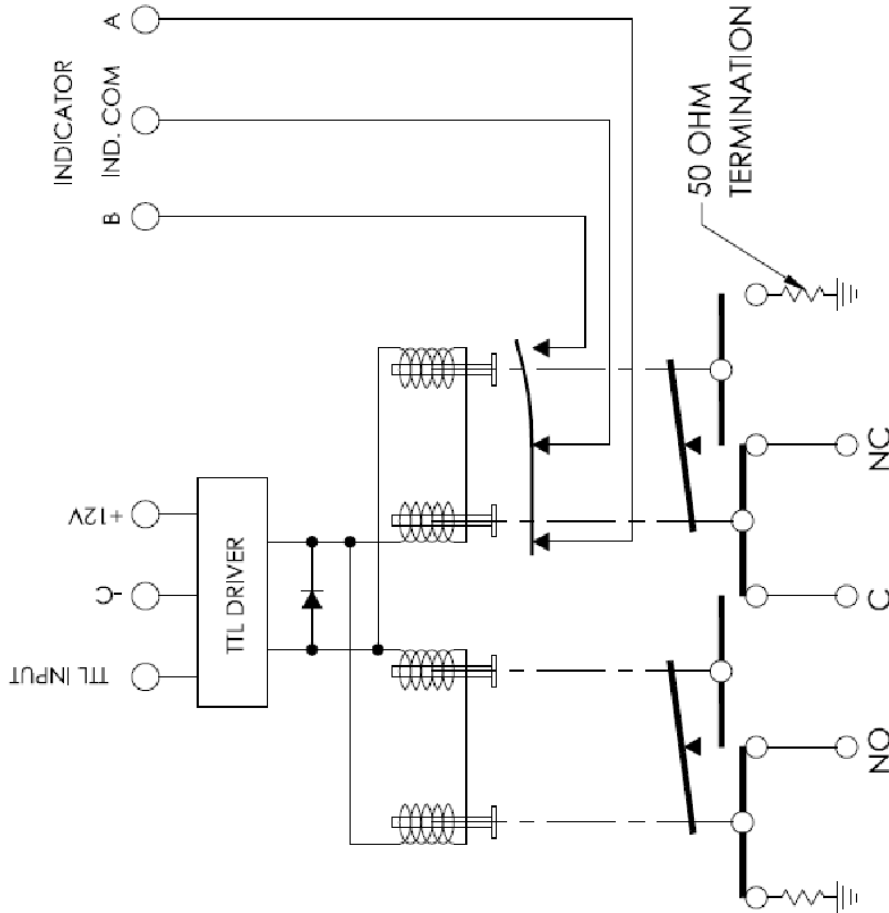 INDICATOR
A
IND. COM
B
+12V
-C
TTL INPUT
TTL DRIVER
50 OHM
TERMINATION
NC
C
NO